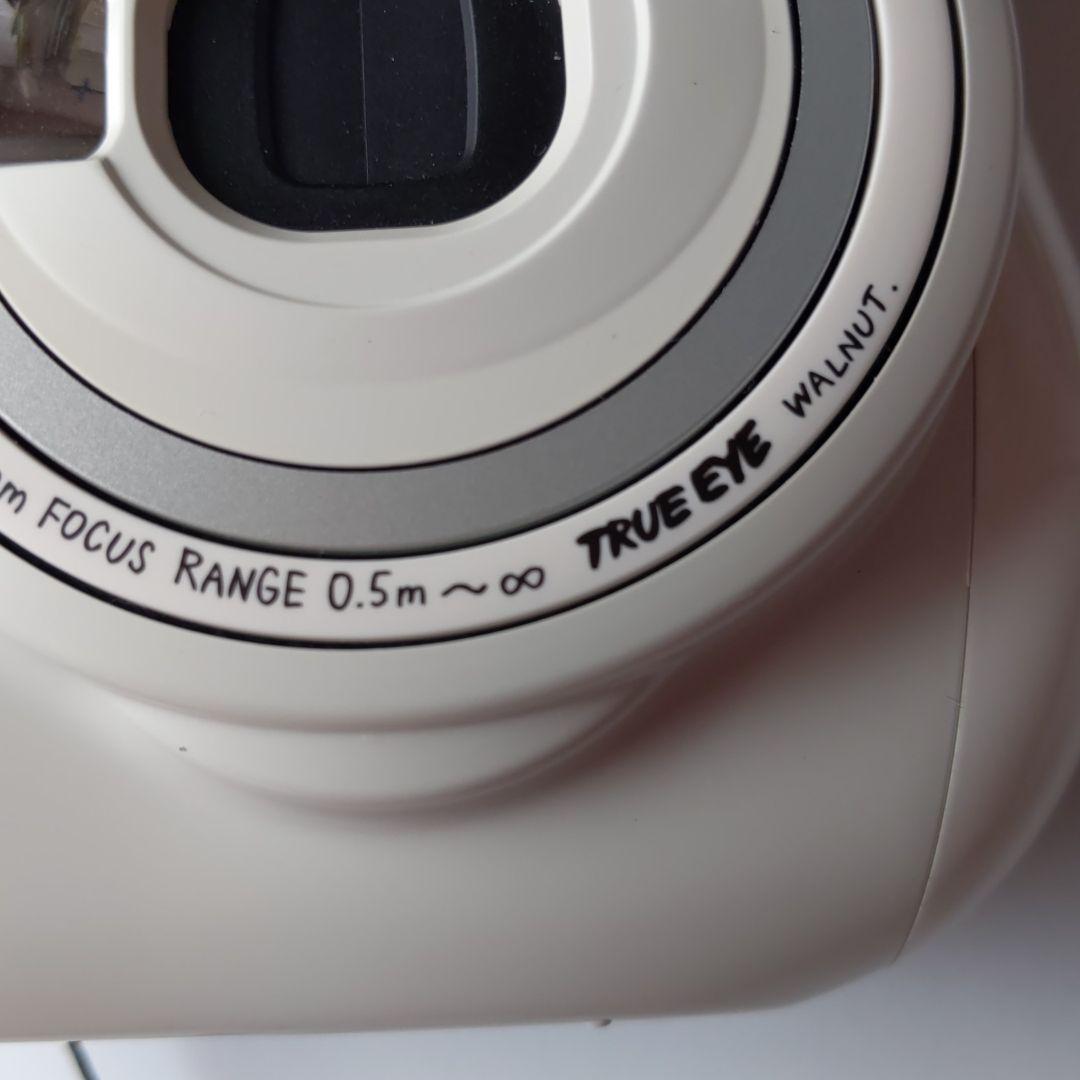 m FOCUS RANGE 0.5m ~ ∞ TRUE EYE WALNUT.